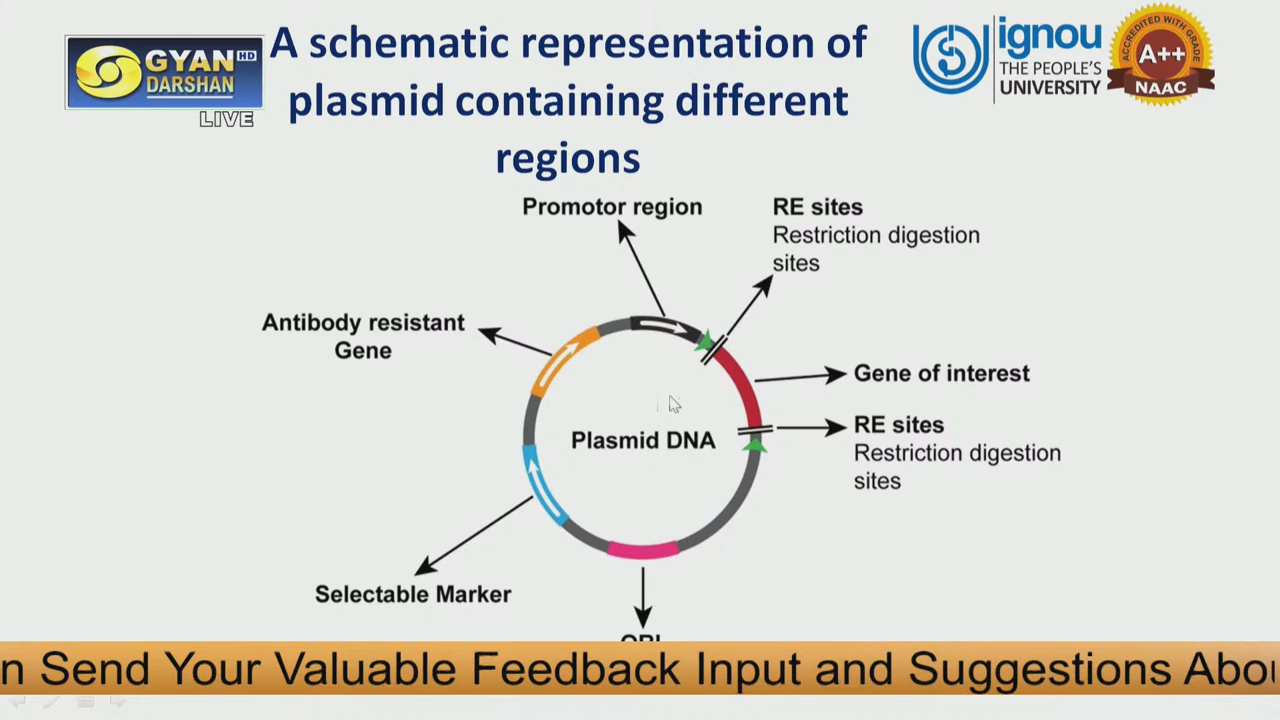 A schematic representation of
plasmid containing different
regions
GYAN HD
DARSHAN
LIVE
ignou
THE PEOPLE'S
UNIVERSITY
ACCREDITED WITH GRADE
A++
NAAC
Promotor region
RE sites
Restriction digestion
sites
Antibody resistant
Gene
Gene of interest
RE sites
Restriction digestion
sites
Plasmid DNA
Selectable Marker
n Send Your Valuable Feedback Input and Suggestions Abou